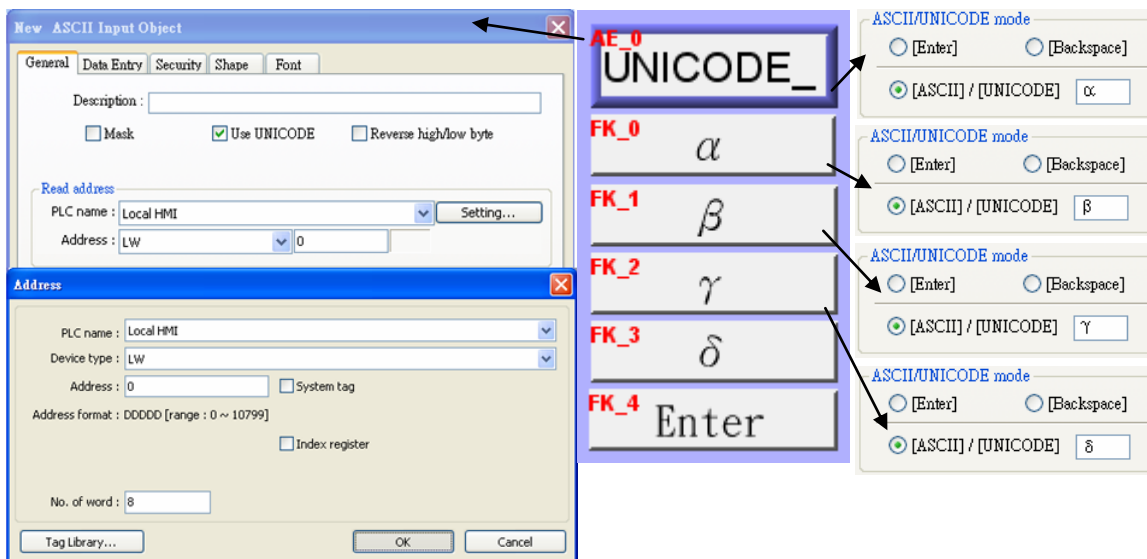 New ASCII Input Object
General Data Entry Security Shape Font
Description :
Mask Use UNICODE Reverse high/low byte
Read address
PLC name : Local HMI Setting...
Address : LW 0
Address
PLC name : Local HMI
Device type : LW
Address : 0 System tag
Address format : DDDDD [range : 0 ~ 10799]
Index register
No. of word : 8
Tag Library... OK Cancel
AE_0
UNICODE_
FK_0
α
FK_1
β
FK_2
γ
FK_3
δ
FK_4
Enter
ASCII/UNICODE mode
[Enter] [Backspace]
[ASCII] / [UNICODE] α
ASCII/UNICODE mode
[Enter] [Backspace]
[ASCII] / [UNICODE] β
ASCII/UNICODE mode
[Enter] [Backspace]
[ASCII] / [UNICODE] γ
ASCII/UNICODE mode
[Enter] [Backspace]
[ASCII] / [UNICODE] δ